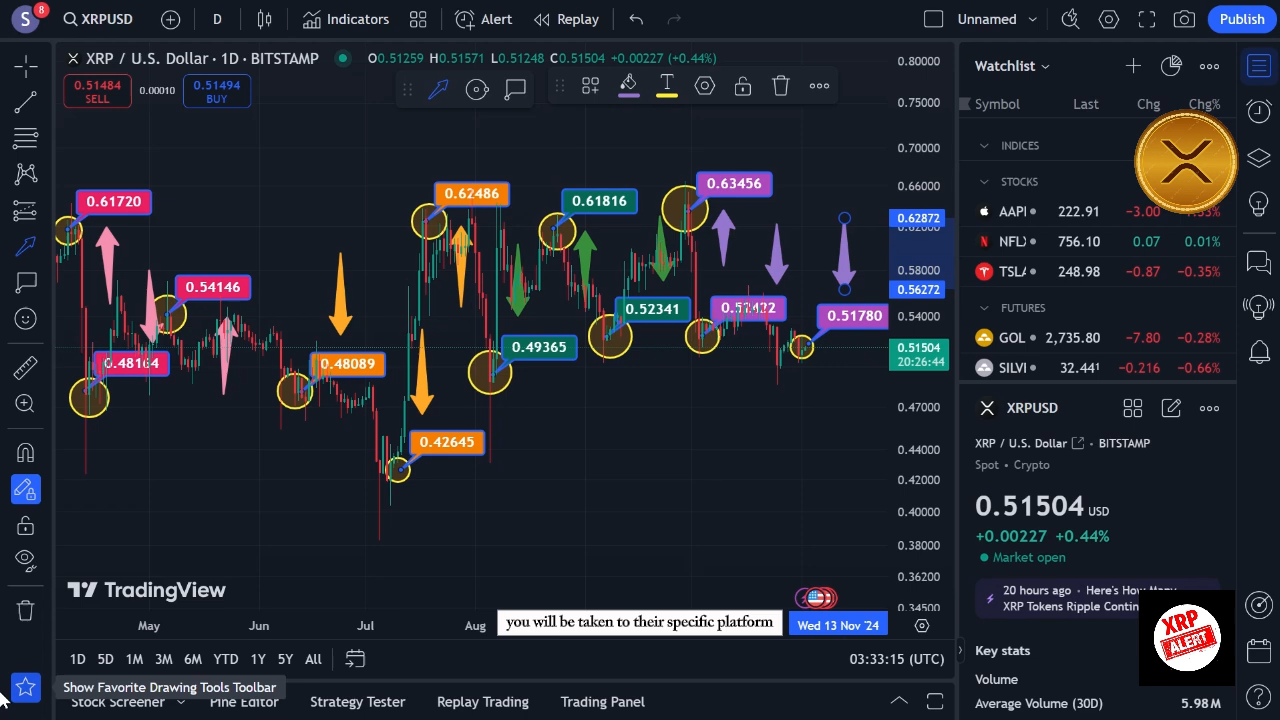 S
8
XRPUSD
D
Indicators
Alert
Replay
Unnamed
Publish
XRP / U.S. Dollar · 1D · BITSTAMP
O0.51259 H0.51571 L0.51248 C0.51504 +0.00227 (+0.44%)
0.51484
SELL
0.00010
0.51494
BUY
T
0.61720
0.48164
0.54146
0.48089
0.62486
0.42645
0.61816
0.49365
0.52341
0.63456
0.51780
0.80000
0.75000
0.70000
0.66000
0.62872
0.62000
0.58000
0.56272
0.54000
0.51504
20:26:44
0.47000
0.44000
0.42000
0.40000
0.38000
0.36200
0.34500
TradingView
May
Jun
Jul
Aug
you will be taken to their specific platform
Wed 13 Nov '24
1D 5D 1M 3M 6M YTD 1Y 5Y All
03:33:15 (UTC)
Show Favorite Drawing Tools Toolbar
Stock Screener
Pine Editor
Strategy Tester
Replay Trading
Trading Panel
Watchlist
Symbol Last Chg Chg%
INDICES
STOCKS
AAPL 222.91 −3.00
NFLX 756.10 0.07 0.01%
TSLA 248.98 −0.87 −0.35%
FUTURES
GOL 2,735.80 −7.80 −0.28%
SILVI 32.441 −0.216 −0.66%
XRPUSD
XRP / U.S. Dollar · BITSTAMP
Spot · Crypto
0.51504 USD
+0.00227 +0.44%
Market open
20 hours ago · Here's How Many
XRP Tokens Ripple Contin
XRP
ALERT
Key stats
Volume
Average Volume (30D) 5.98M